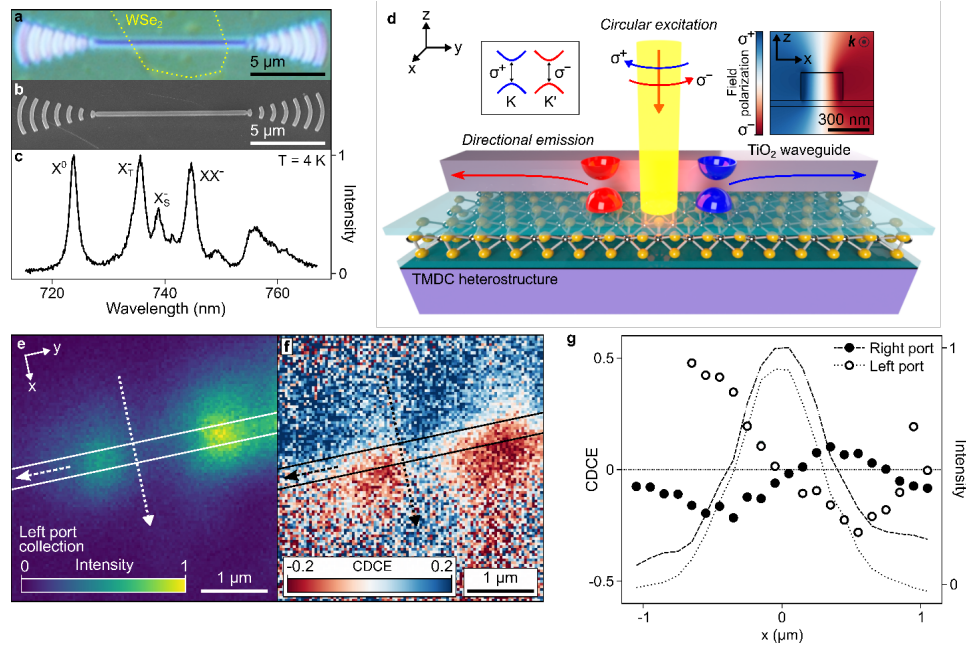 a
WSe₂
5 µm
b
5 µm
c
T = 4 K
X⁰
X⁻T
X⁻S
XX⁻
1
0
Intensity
720
740
760
Wavelength (nm)
d
z
y
x
Circular excitation
σ⁺
σ⁻
σ⁺
σ⁻
K
K'
σ⁺
Field
polarization
σ⁻
z
x
k
300 nm
Directional emission
TiO₂ waveguide
TMDC heterostructure
e
y
x
Left port
collection
0
Intensity
1
1 µm
f
-0.2
CDCE
0.2
1 µm
g
0.5
0
-0.5
CDCE
Right port
Left port
1
0
Intensity
-1
0
1
x (µm)